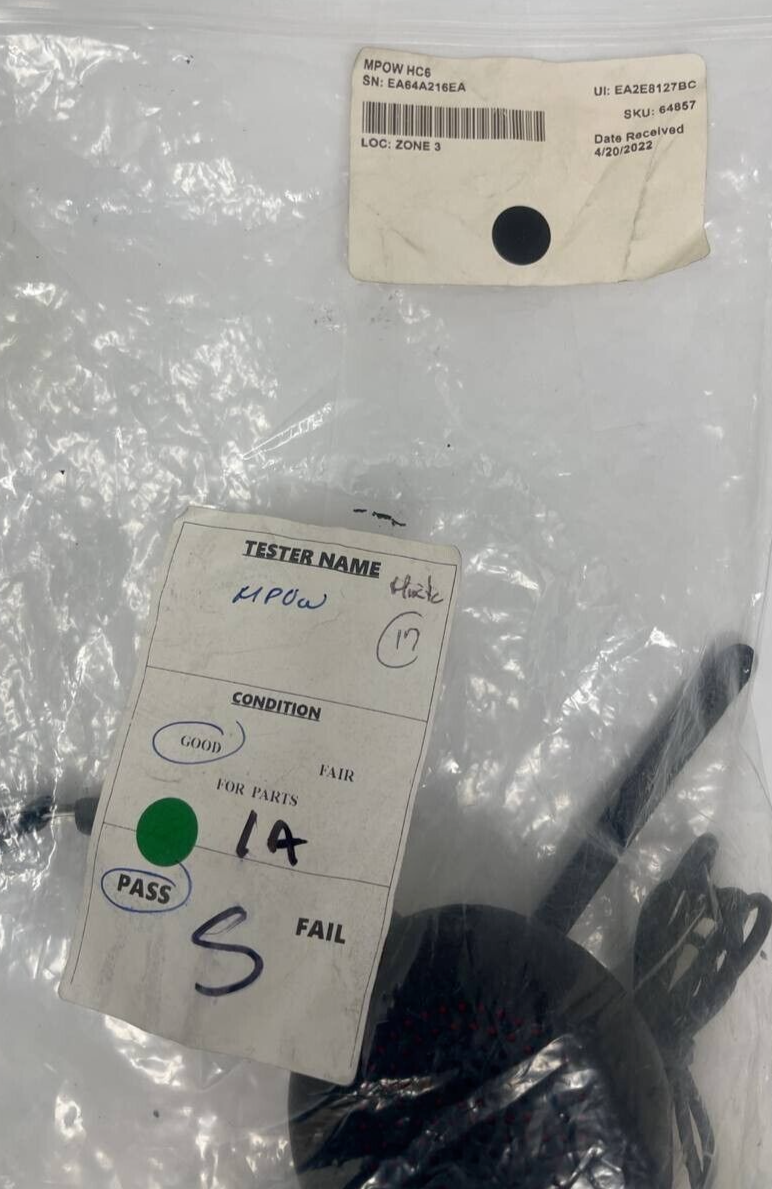 MPOW HC6
SN: EA64A216EA
UI: EA2E8127BC
SKU: 64857
LOC: ZONE 3
Date Received
4/20/2022
TESTER NAME
MPOW
17
CONDITION
GOOD
FAIR
FOR PARTS
1A
PASS
FAIL
S